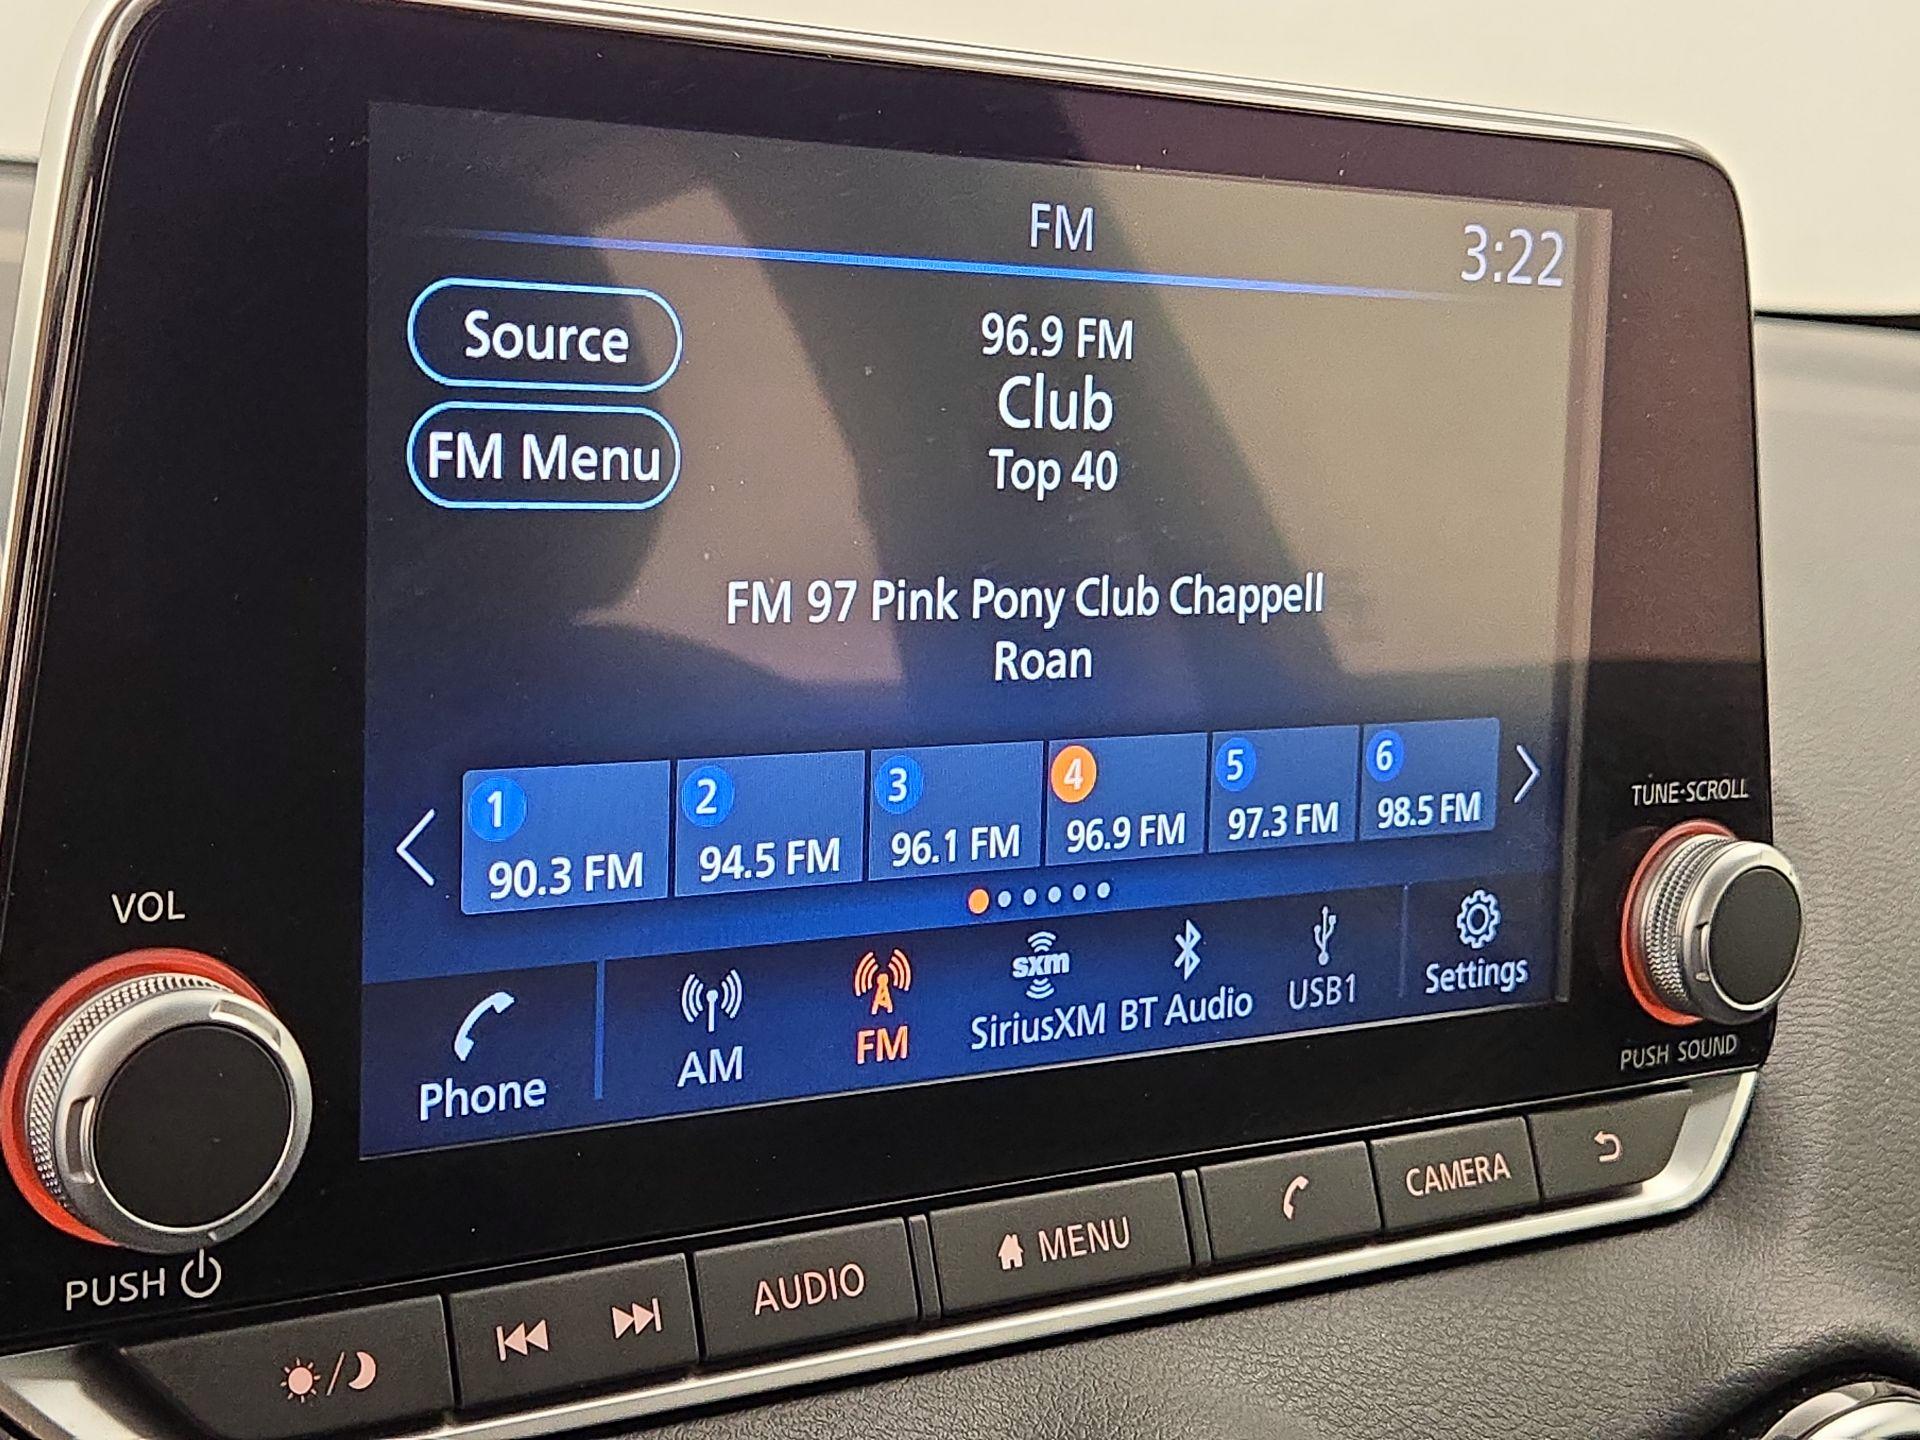 FM
3:22
Source
FM Menu
96.9 FM
Club
Top 40
FM 97 Pink Pony Club Chappell
Roan
1
90.3 FM
2
94.5 FM
3
96.1 FM
4
96.9 FM
5
97.3 FM
6
98.5 FM
Phone
AM
FM
sxm
SiriusXM
BT Audio
USB1
Settings
VOL
PUSH
TUNE•SCROLL
PUSH SOUND
AUDIO
MENU
CAMERA